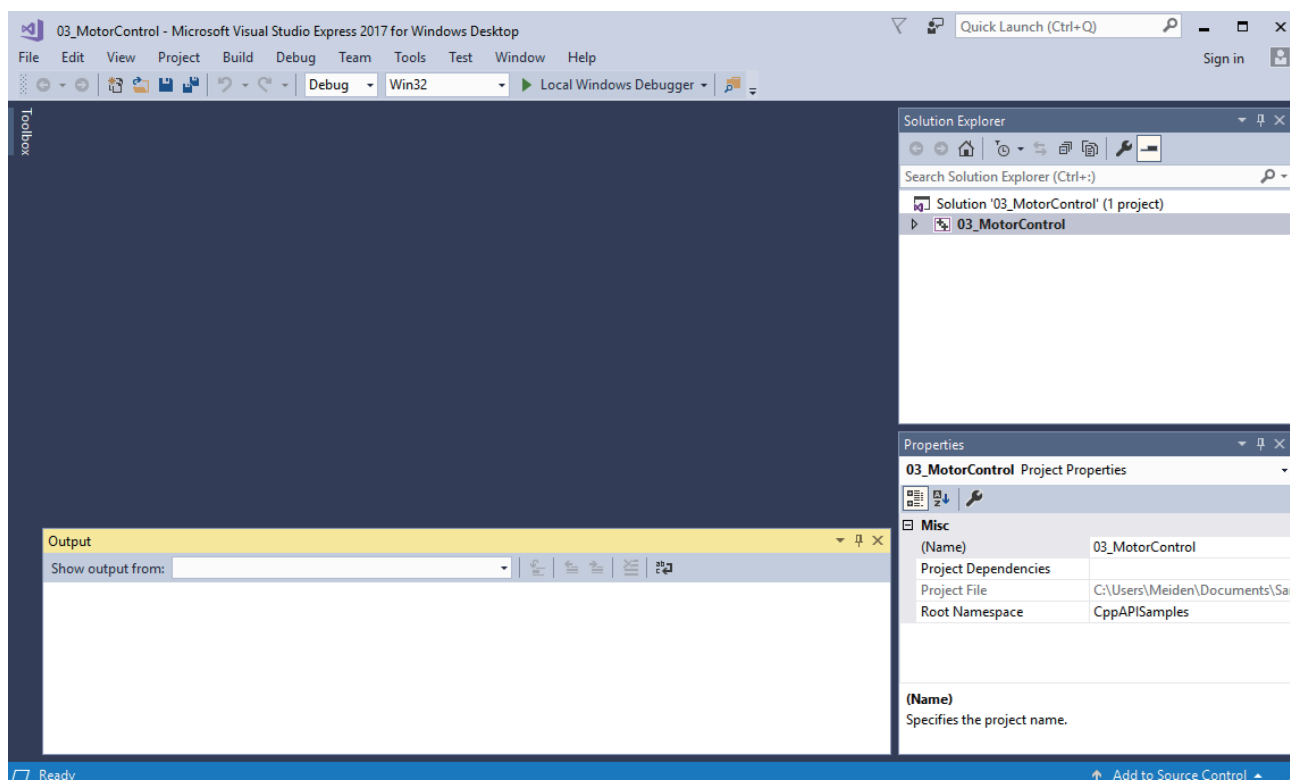 03_MotorControl - Microsoft Visual Studio Express 2017 for Windows Desktop
Quick Launch (Ctrl+Q)
File Edit View Project Build Debug Team Tools Test Window Help
Sign in
Debug Win32 Local Windows Debugger
Toolbox
Solution Explorer
Search Solution Explorer (Ctrl+:)
Solution '03_MotorControl' (1 project)
03_MotorControl
Properties
03_MotorControl Project Properties
Misc
(Name) 03_MotorControl
Project Dependencies
Project File C:\Users\Meiden\Documents\Sa
Root Namespace CppAPISamples
(Name)
Specifies the project name.
Output
Show output from:
Ready
Add to Source Control